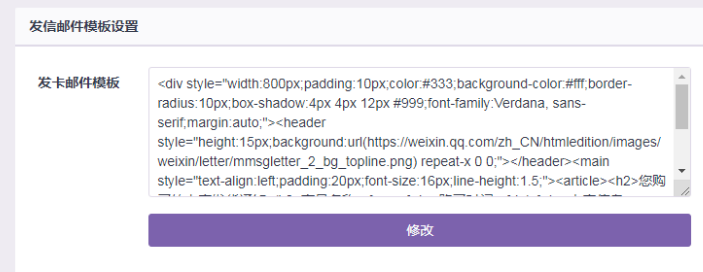 发信邮件模板设置
发卡邮件模板
<div style="width:800px;padding:10px;color:#333;background-color:#fff;border-
radius:10px;box-shadow:4px 4px 12px #999;font-family:Verdana, sans-
serif;margin:auto;"><header
style="height:15px;background:url(https://weixin.qq.com/zh_CN/htmledition/images/
weixin/letter/mmsgletter_2_bg_topline.png) repeat-x 0 0;"></header><main
style="text-align:left;padding:20px;font-size:16px;line-height:1.5;"><article><h2>您购
修改